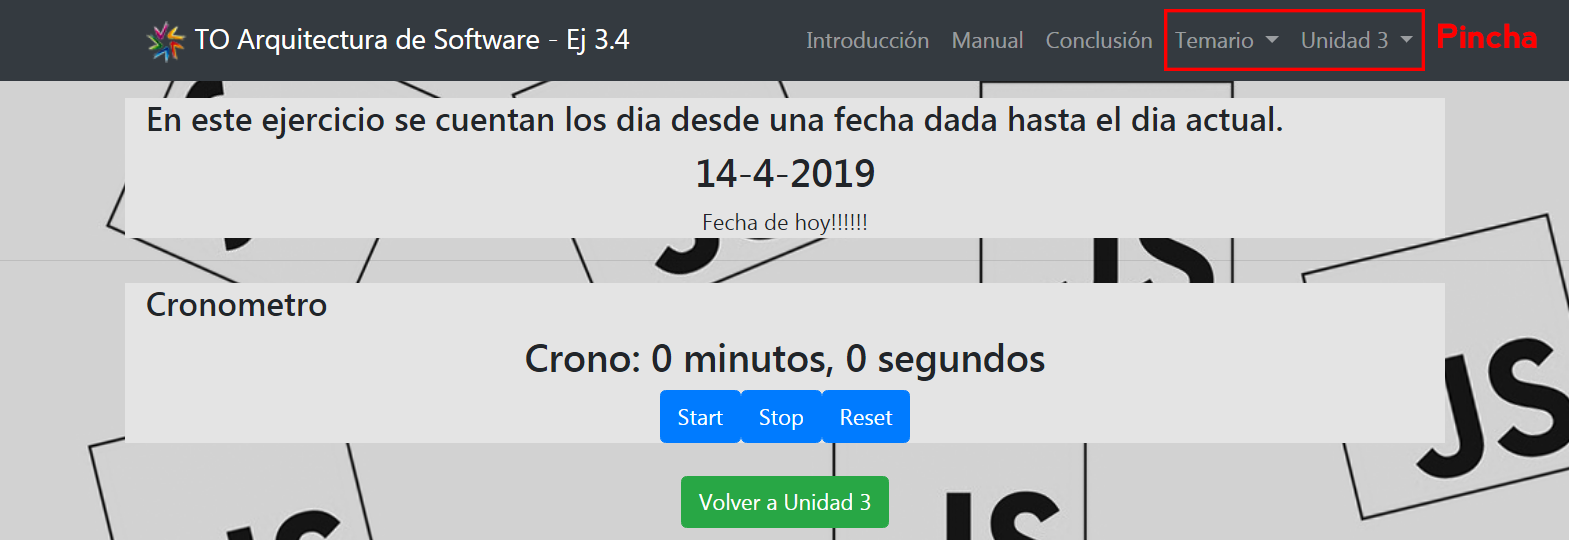 TO Arquitectura de Software - Ej 3.4 Introducción Manual Conclusión Temario Unidad 3 Pincha
En este ejercicio se cuentan los dia desde una fecha dada hasta el dia actual.
14-4-2019
Fecha de hoy!!!!!!
Cronometro
Crono: 0 minutos, 0 segundos
Start Stop Reset
Volver a Unidad 3
JS
JS
JS
JS
JS